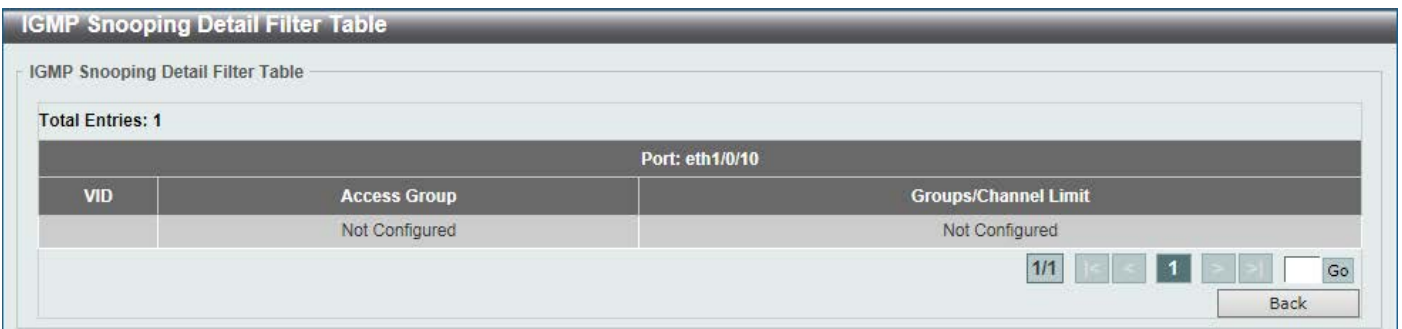 IGMP Snooping Detail Filter Table
IGMP Snooping Detail Filter Table
Total Entries: 1
Port: eth1/0/10
VID Access Group Groups/Channel Limit
Not Configured Not Configured
1/1 |< < 1 > >| Go
Back